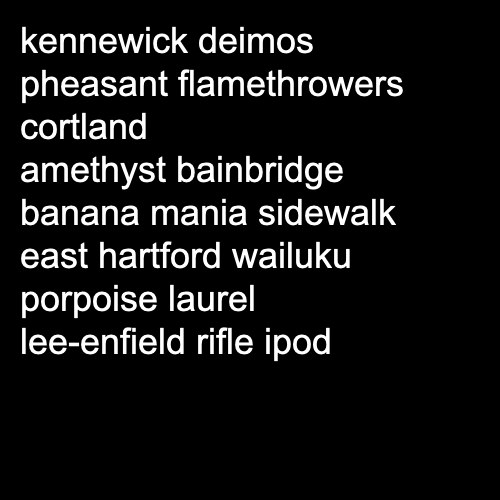 kennewick deimos
pheasant flamethrowers
cortland
amethyst bainbridge
banana mania sidewalk
east hartford wailuku
porpoise laurel
lee-enfield rifle ipod